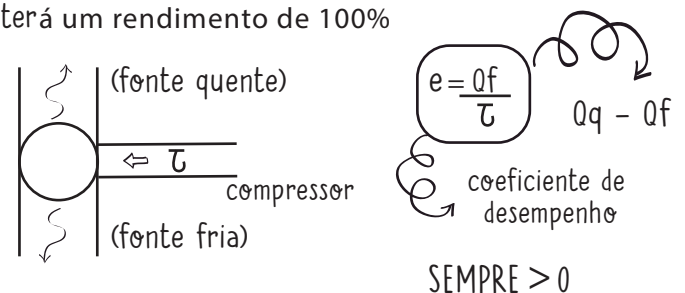 terá um rendimento de 100%
(fonte quente)
⇦ τ
compressor
(fonte fria)
e = Qf
τ
Qq - Qf
coeficiente de
desempenho
SEMPRE > 0